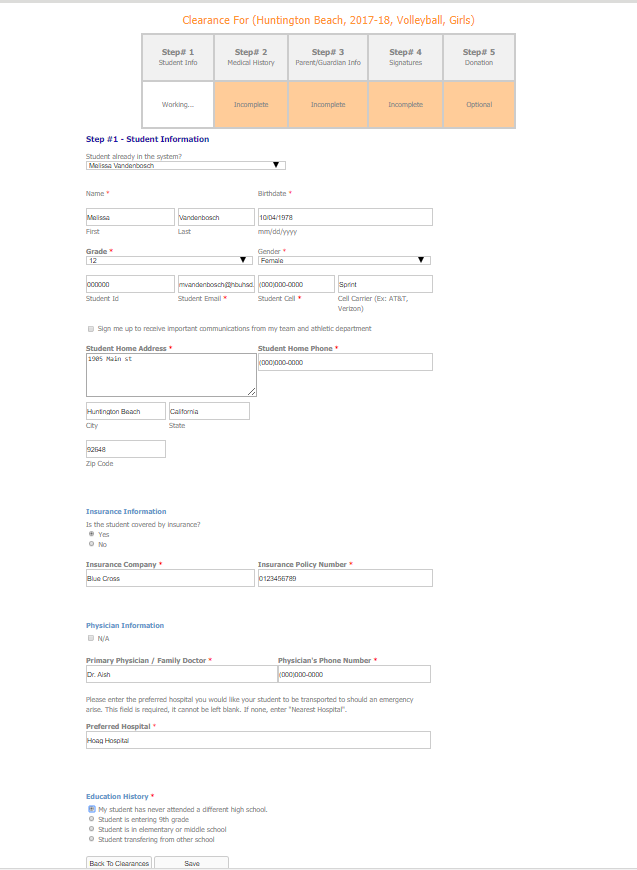 Clearance For (Huntington Beach, 2017-18, Volleyball, Girls)
Step# 1 Step# 2 Step# 3 Step# 4 Step# 5
Student Info Medical History Parent/Guardian Info Signatures Donation
Working... Incomplete Incomplete Incomplete Optional
Step #1 - Student Information
Student already in the system?
Melissa Vandenbosch
Name * Birthdate *
Melissa Vandenbosch 10/04/1978
First Last mm/dd/yyyy
Grade * Gender *
12 Female
000000 mvandenbosch@hbuhsd. (000)000-0000 Sprint
Student Id Student Email * Student Cell * Cell Carrier (Ex: AT&T,
Verizon)
Sign me up to receive important communications from my team and athletic department
Student Home Address * Student Home Phone *
1905 Main st (000)000-0000
Huntington Beach California
City State
92648
Zip Code
Insurance Information
Is the student covered by insurance?
Yes
No
Insurance Company * Insurance Policy Number *
Blue Cross 0123456789
Physician Information
N/A
Primary Physician / Family Doctor * Physician's Phone Number *
Dr. Aish (000)000-0000
Please enter the preferred hospital you would like your student to be transported to should an emergency
arise. This field is required, it cannot be left blank. If none, enter "Nearest Hospital".
Preferred Hospital *
Hoag Hospital
Education History *
My student has never attended a different high school.
Student is entering 9th grade
Student is in elementary or middle school
Student transfering from other school
Back To Clearances Save